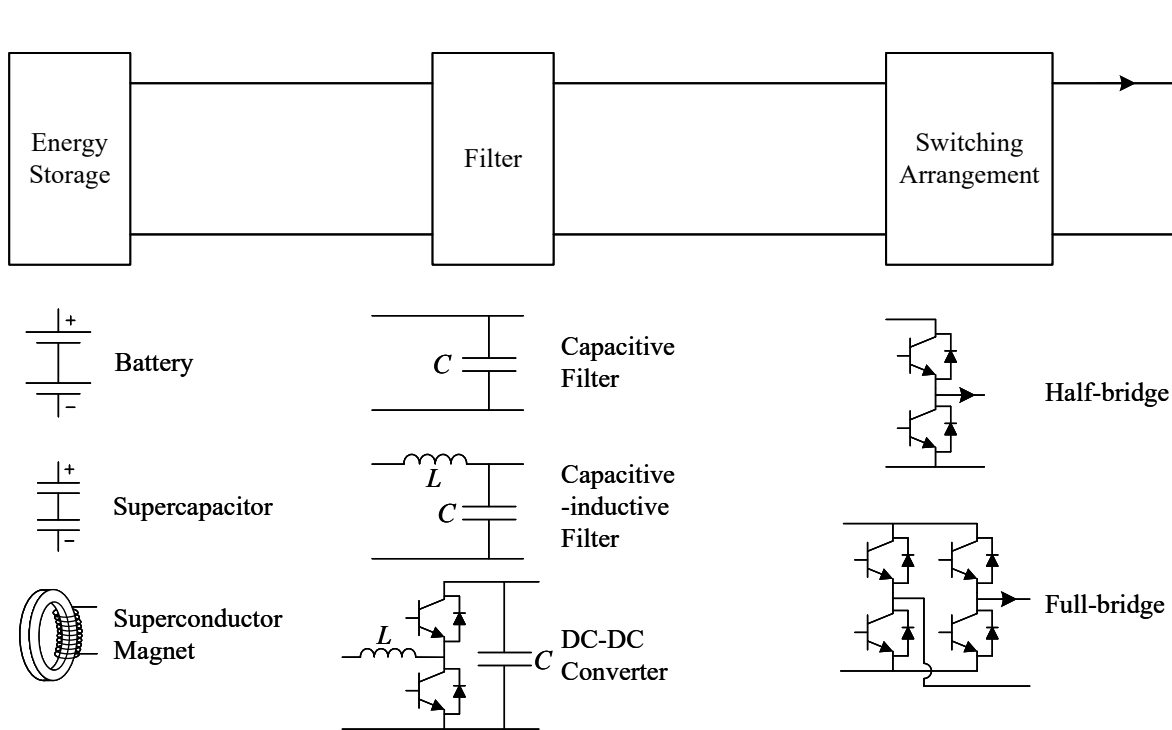 Energy
Storage
Filter
Switching
Arrangement
+
Battery
−
C
Capacitive
Filter
Half-bridge
+
Supercapacitor
−
L
C
Capacitive
-inductive
Filter
Superconductor
Magnet
L
C
DC-DC
Converter
Full-bridge